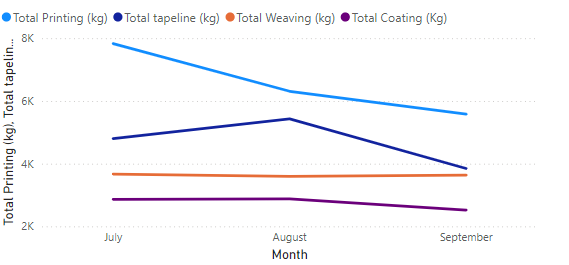 Total Printing (kg) Total tapeline (kg) Total Weaving (kg) Total Coating (Kg)
Total Printing (kg), Total tapelin...
8K
6K
4K
2K
July August September
Month